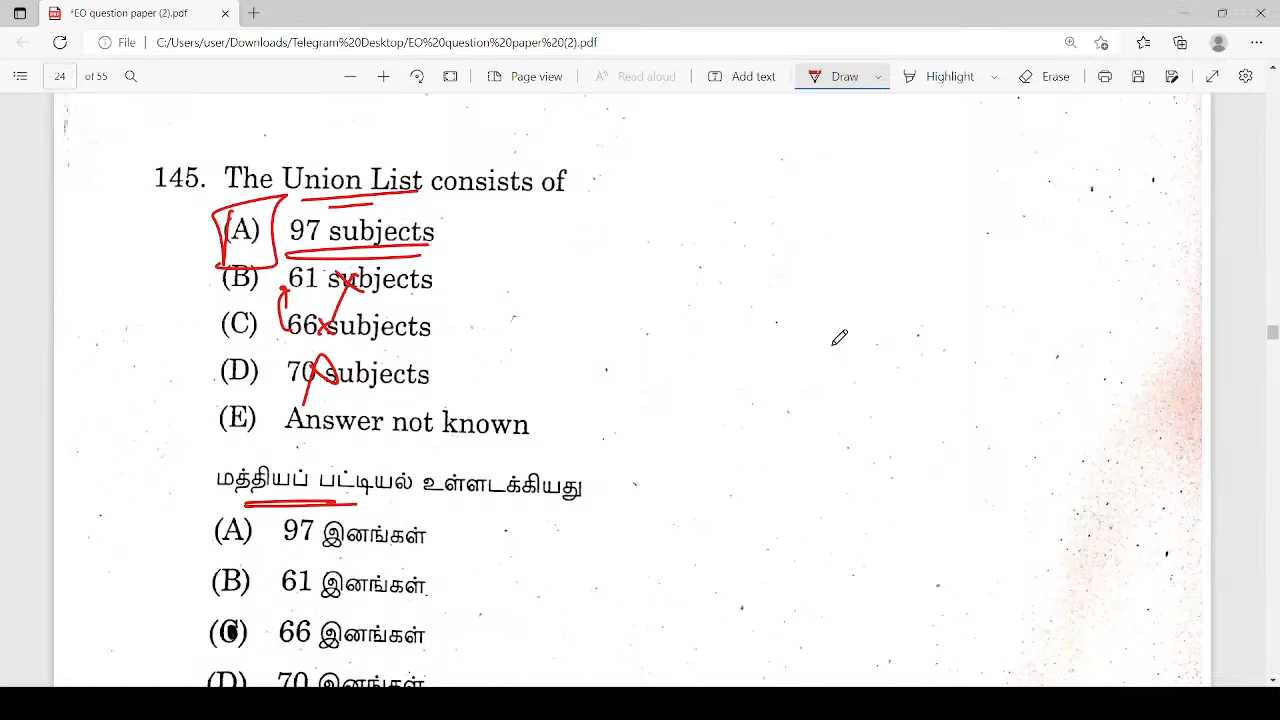 *EO question paper (2).pdf
File C:/Users/user/Downloads/Telegram%20Desktop/EO%20question%20paper%20(2).pdf
24 of 55 Page view Read aloud Add text Draw Highlight Erase
145. The Union List consists of
(A) 97 subjects
(B) 61 subjects
(C) 66 subjects
(D) 70 subjects
(E) Answer not known
மத்தியப் பட்டியல் உள்ளடக்கியது
(A) 97 இனங்கள்
(B) 61 இனங்கள்
(C) 66 இனங்கள்
(D) 70 இனங்கள்